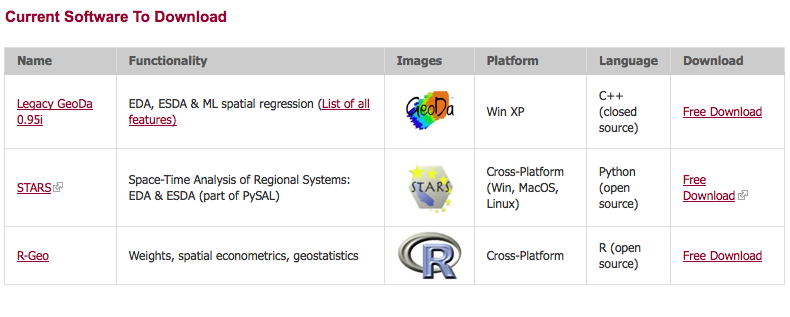 Current Software To Download
Name Functionality Images Platform Language Download
Legacy GeoDa
0.95i
EDA, ESDA & ML spatial regression (List of all
features)
GeoDa
Win XP
C++
(closed
source)
Free Download
STARS
Space-Time Analysis of Regional Systems:
EDA & ESDA (part of PySAL)
STARS
Cross-Platform
(Win, MacOS,
Linux)
Python
(open
source)
Free
Download
R-Geo
Weights, spatial econometrics, geostatistics
R
Cross-Platform
R (open
source)
Free Download